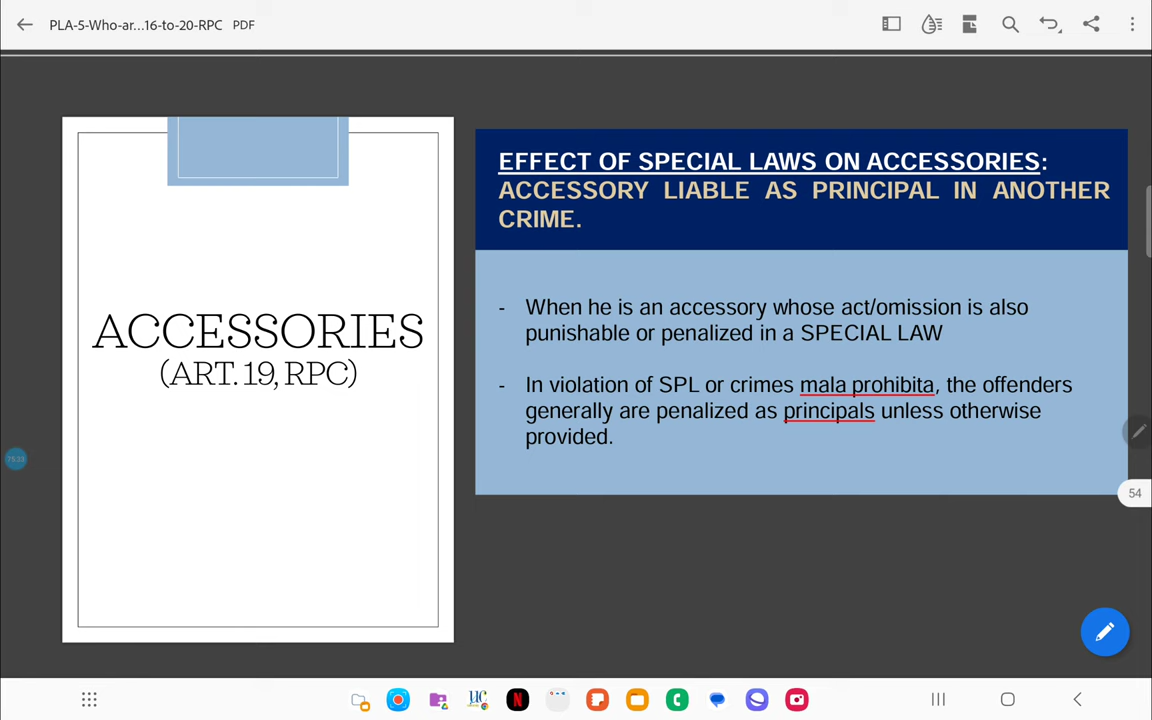 PLA-5-Who-ar...16-to-20-RPC PDF
EFFECT OF SPECIAL LAWS ON ACCESSORIES:
ACCESSORY LIABLE AS PRINCIPAL IN ANOTHER
CRIME.
ACCESSORIES
(ART. 19, RPC)
- When he is an accessory whose act/omission is also
punishable or penalized in a SPECIAL LAW
- In violation of SPL or crimes mala prohibita, the offenders
generally are penalized as principals unless otherwise
provided.
54
UC
N